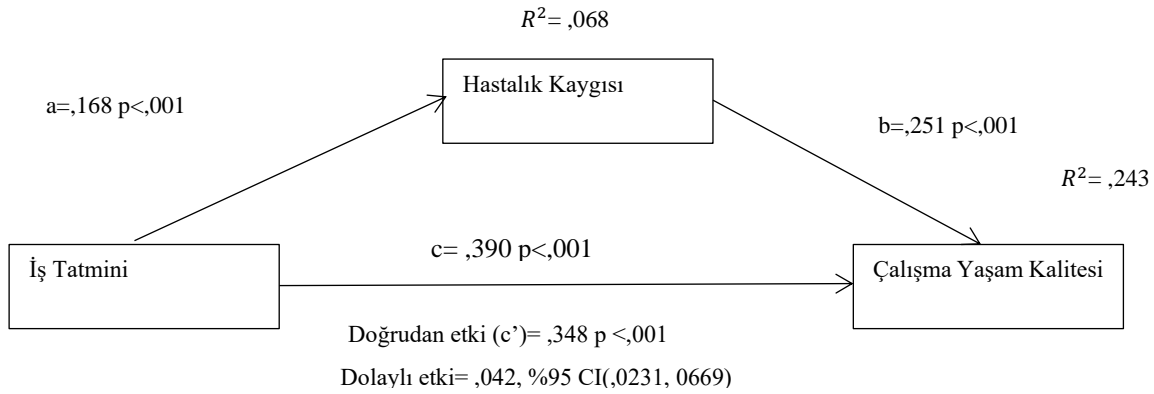 R²= ,068
Hastalık Kaygısı
a=,168 p<,001
b=,251 p<,001
R²= ,243
İş Tatmini
c= ,390 p<,001
Çalışma Yaşam Kalitesi
Doğrudan etki (c’)= ,348 p <,001
Dolaylı etki= ,042, %95 CI(,0231, 0669)